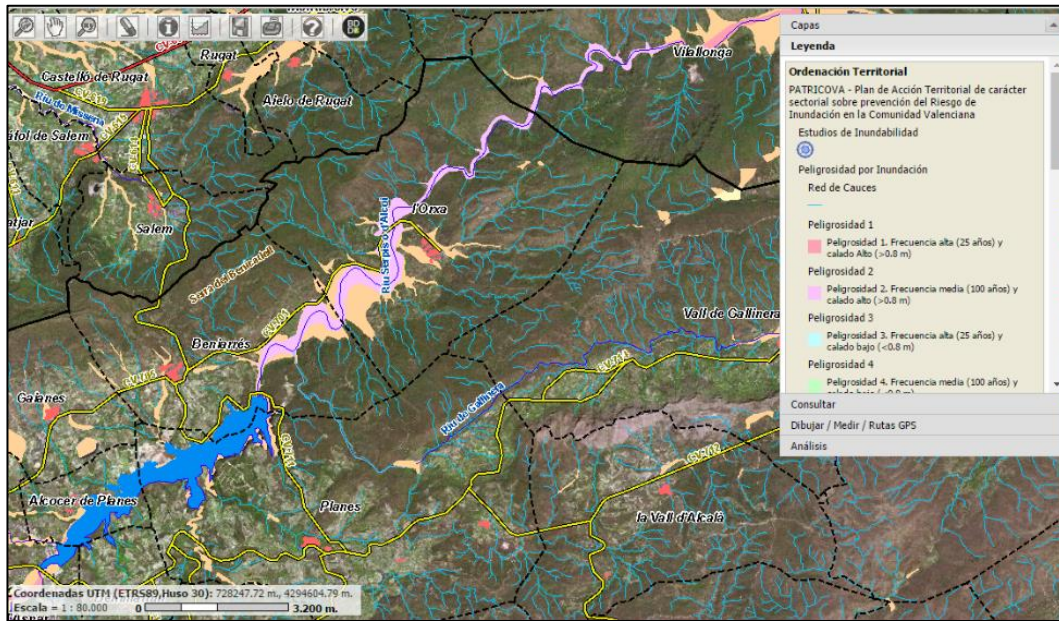 Rugat
Vilallonga
Castelló de Rugat
Aielo de Rugat
Riu de Missena
Salem
l'Orxa
Riu Serpis o d'Alcoi
Serra del Benicadell
Beniarrés
Vall de Gallinera
Gaianes
Riu de Gallinera
Alcocer de Planes
Planes
la Vall d'Alcalà
Capas
Leyenda
Ordenación Territorial
PATRICOVA - Plan de Acción Territorial de carácter
sectorial sobre prevención del Riesgo de
Inundación en la Comunidad Valenciana
Estudios de Inundabilidad
Peligrosidad por Inundación
Red de Cauces
Peligrosidad 1
Peligrosidad 1. Frecuencia alta (25 años) y
calado Alto (>0.8 m)
Peligrosidad 2
Peligrosidad 2. Frecuencia media (100 años) y
calado alto (>0.8 m)
Peligrosidad 3
Peligrosidad 3. Frecuencia alta (25 años) y
calado bajo (<0.8 m)
Peligrosidad 4
Peligrosidad 4. Frecuencia media (100 años) y
Consultar
Dibujar / Medir / Rutas GPS
Análisis
Coordenadas UTM (ETRS89,Huso 30): 728247.72 m., 4294604.79 m.
Escala = 1 : 80.000 0 3.200 m.